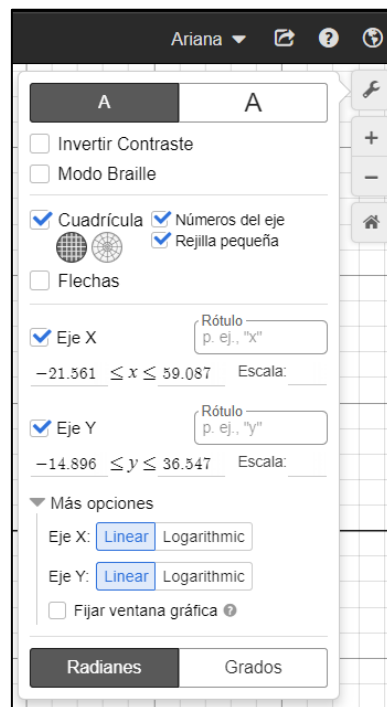 Ariana
A A
Invertir Contraste
Modo Braille
Cuadrícula Números del eje
Rejilla pequeña
Flechas
Rótulo
Eje X p. ej., "x"
−21.561 ≤ x ≤ 59.087 Escala:
Rótulo
Eje Y p. ej., "y"
−14.896 ≤ y ≤ 36.547 Escala:
Más opciones
Eje X: Linear Logarithmic
Eje Y: Linear Logarithmic
Fijar ventana gráfica
Radianes Grados